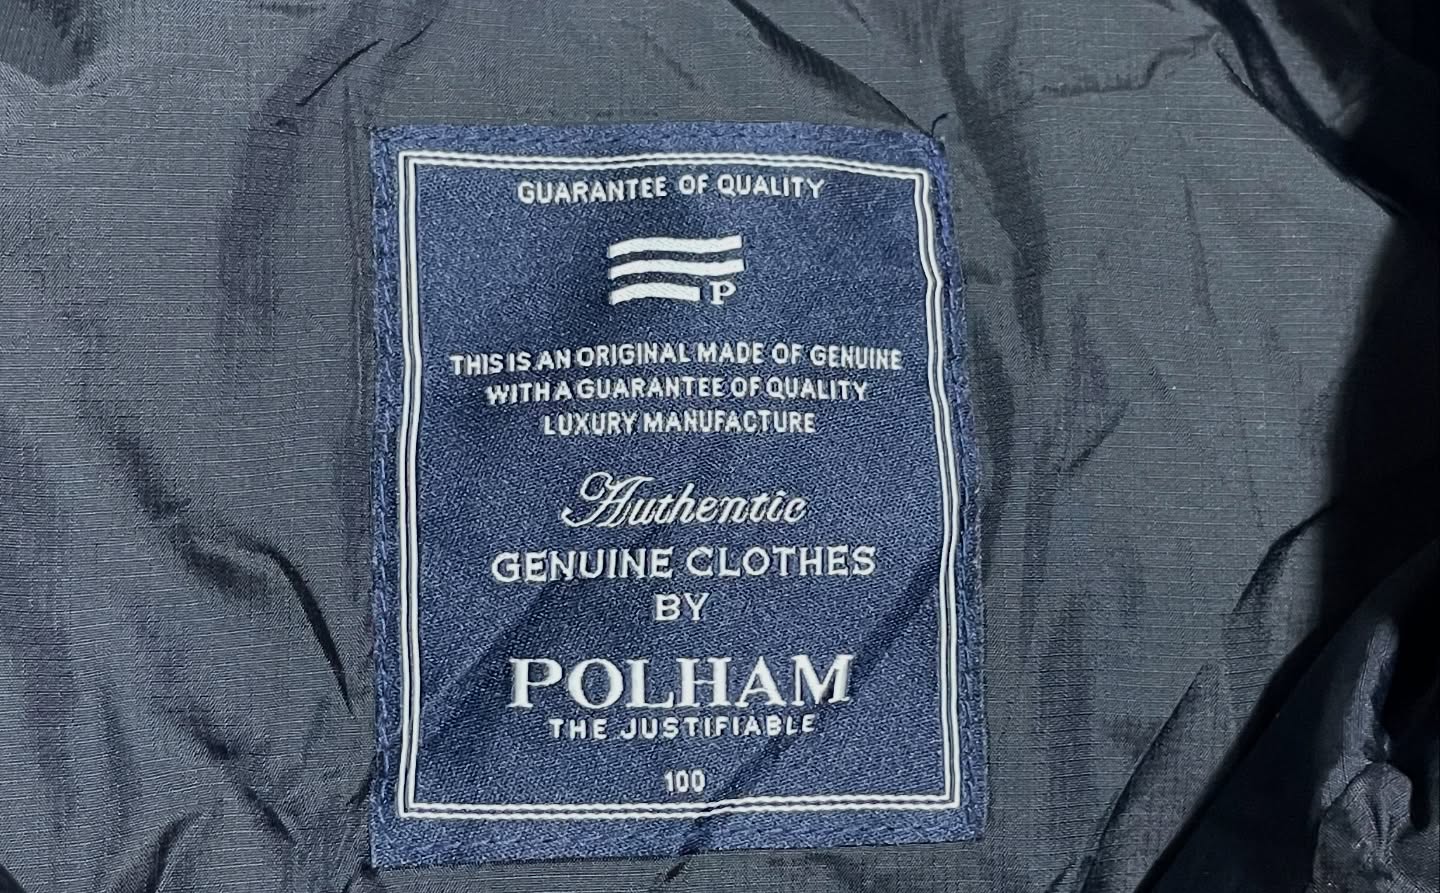 GUARANTEE OF QUALITY
P
THIS IS AN ORIGINAL MADE OF GENUINE
WITH A GUARANTEE OF QUALITY
LUXURY MANUFACTURE
Authentic
GENUINE CLOTHES
BY
POLHAM
THE JUSTIFIABLE
100